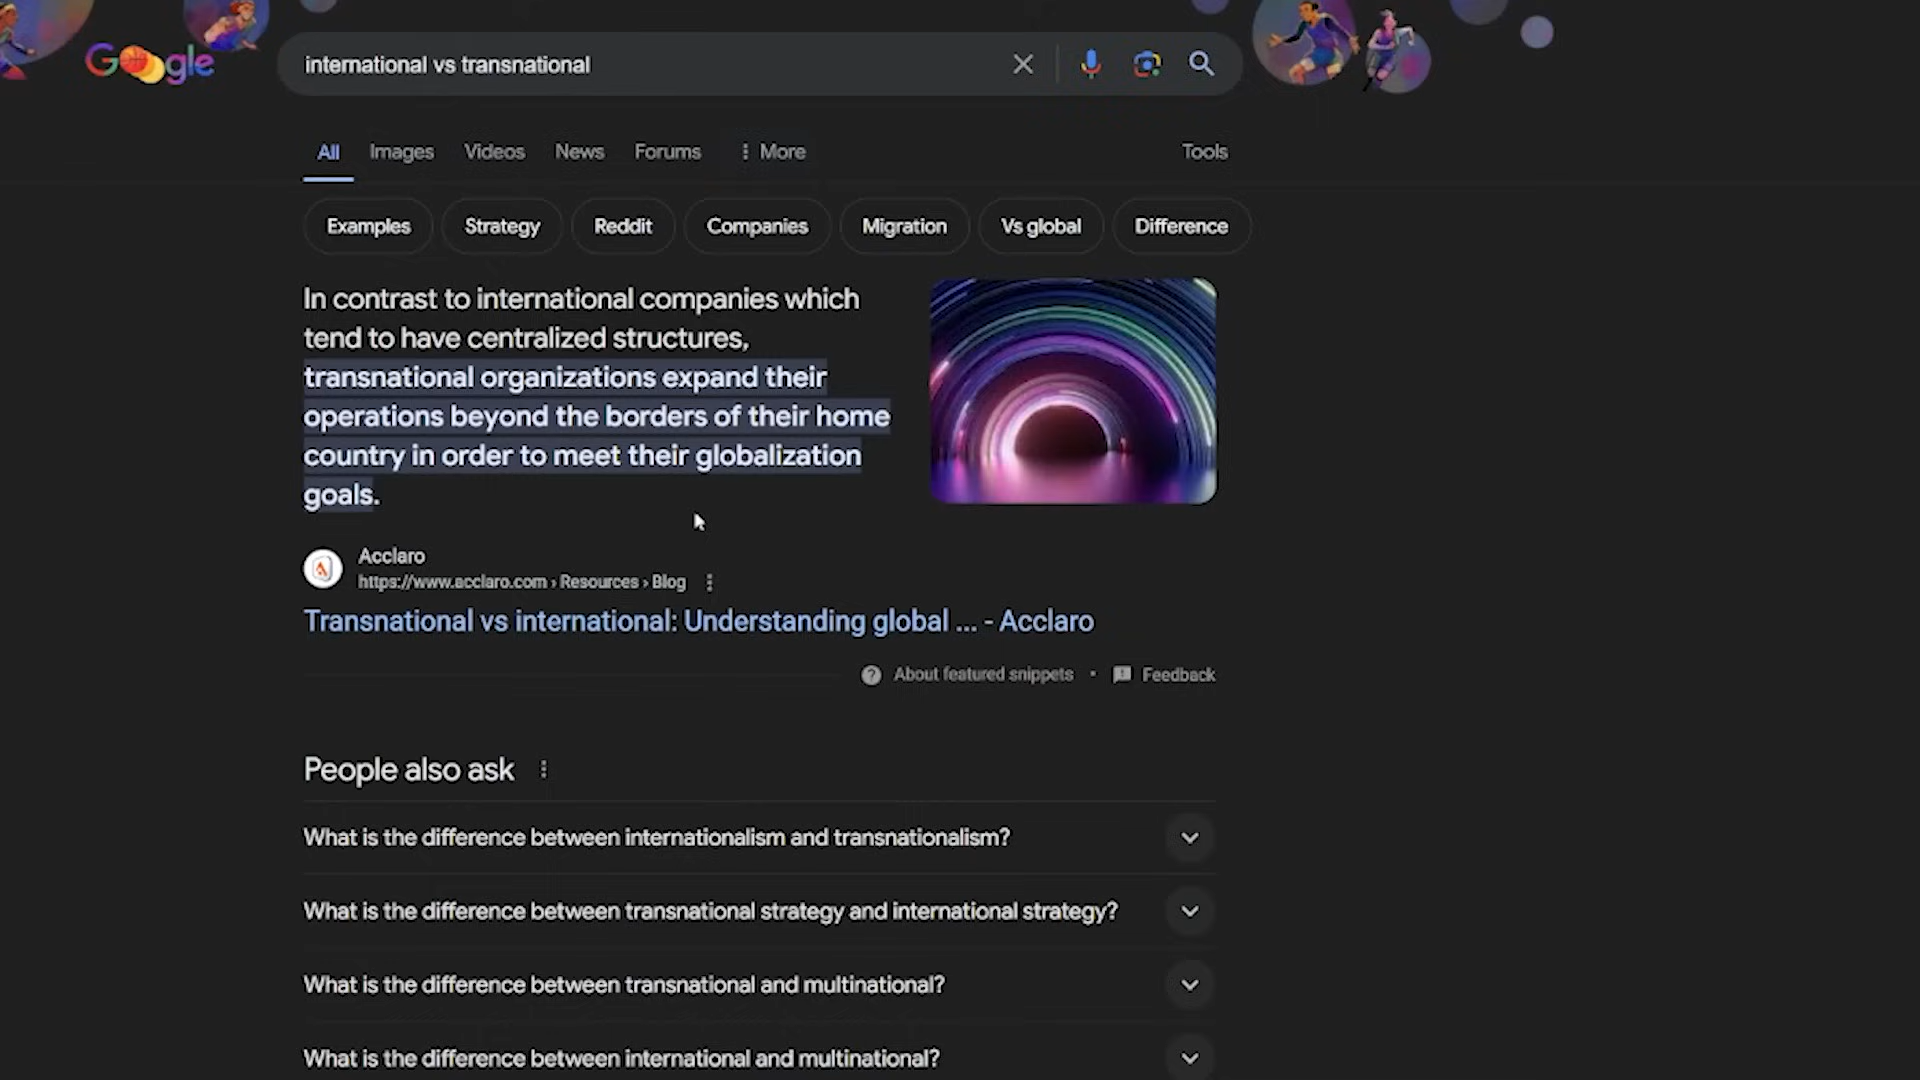 Google
international vs transnational
All Images Videos News Forums More Tools
Examples Strategy Reddit Companies Migration Vs global Difference
In contrast to international companies which
tend to have centralized structures,
transnational organizations expand their
operations beyond the borders of their home
country in order to meet their globalization
goals.
Acclaro
https://www.acclaro.com › Resources › Blog
Transnational vs international: Understanding global ... - Acclaro
About featured snippets • Feedback
People also ask
What is the difference between internationalism and transnationalism?
What is the difference between transnational strategy and international strategy?
What is the difference between transnational and multinational?
What is the difference between international and multinational?